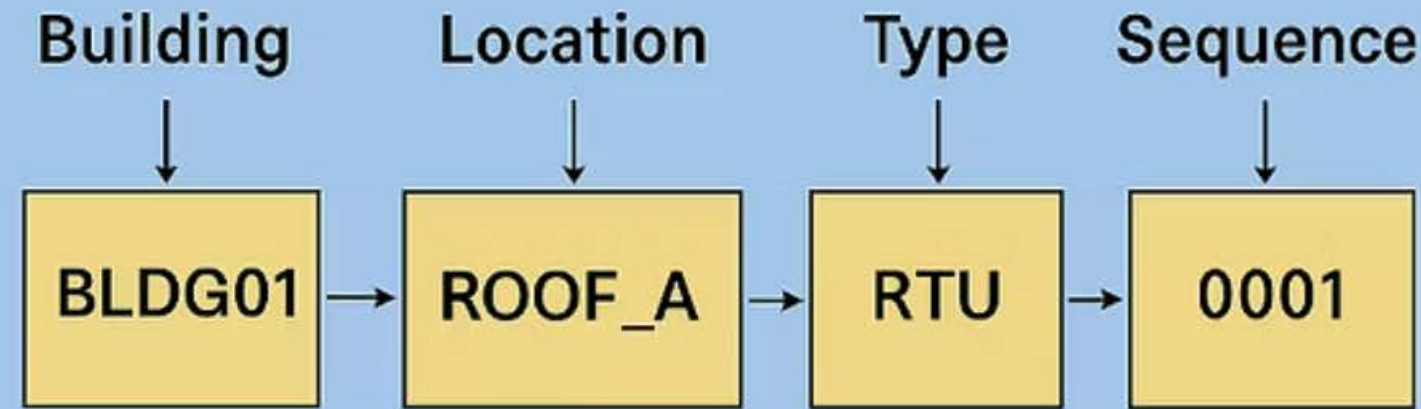 Building Location Type Sequence
BLDG01 ROOF_A RTU 0001